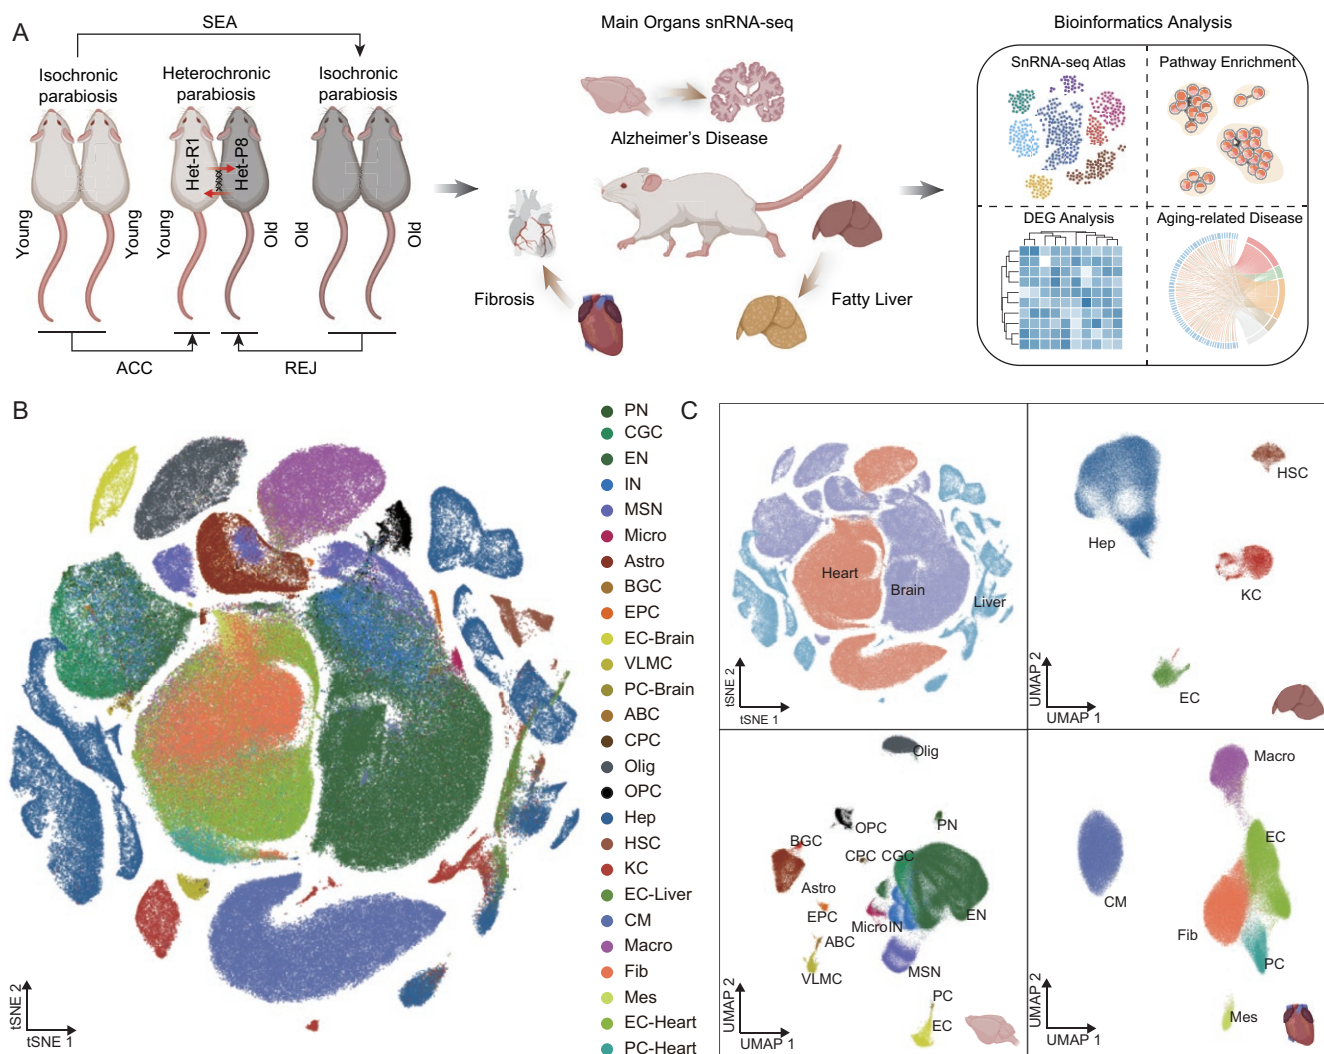 A
SEA
Isochronic
parabiosis
Heterochronic
parabiosis
Isochronic
parabiosis
Het-R1
Het-P8
Young
Young
Young
Old
Old
Old
ACC
REJ
Main Organs snRNA-seq
Alzheimer's Disease
Fibrosis
Fatty Liver
Bioinformatics Analysis
SnRNA-seq Atlas
Pathway Enrichment
DEG Analysis
Aging-related Disease
B
tSNE 2
tSNE 1
PN
CGC
EN
IN
MSN
Micro
Astro
BGC
EPC
EC-Brain
VLMC
PC-Brain
ABC
CPC
Olig
OPC
Hep
HSC
KC
EC-Liver
CM
Macro
Fib
Mes
EC-Heart
PC-Heart
C
Heart
Brain
Liver
tSNE 2
tSNE 1
HSC
Hep
KC
EC
UMAP 2
UMAP 1
Olig
OPC
PN
BGC
CPC CGC
Astro
EPC
Micro
IN
EN
ABC
VLMC
MSN
PC
EC
UMAP 2
UMAP 1
Macro
EC
CM
Fib
PC
Mes
UMAP 2
UMAP 1